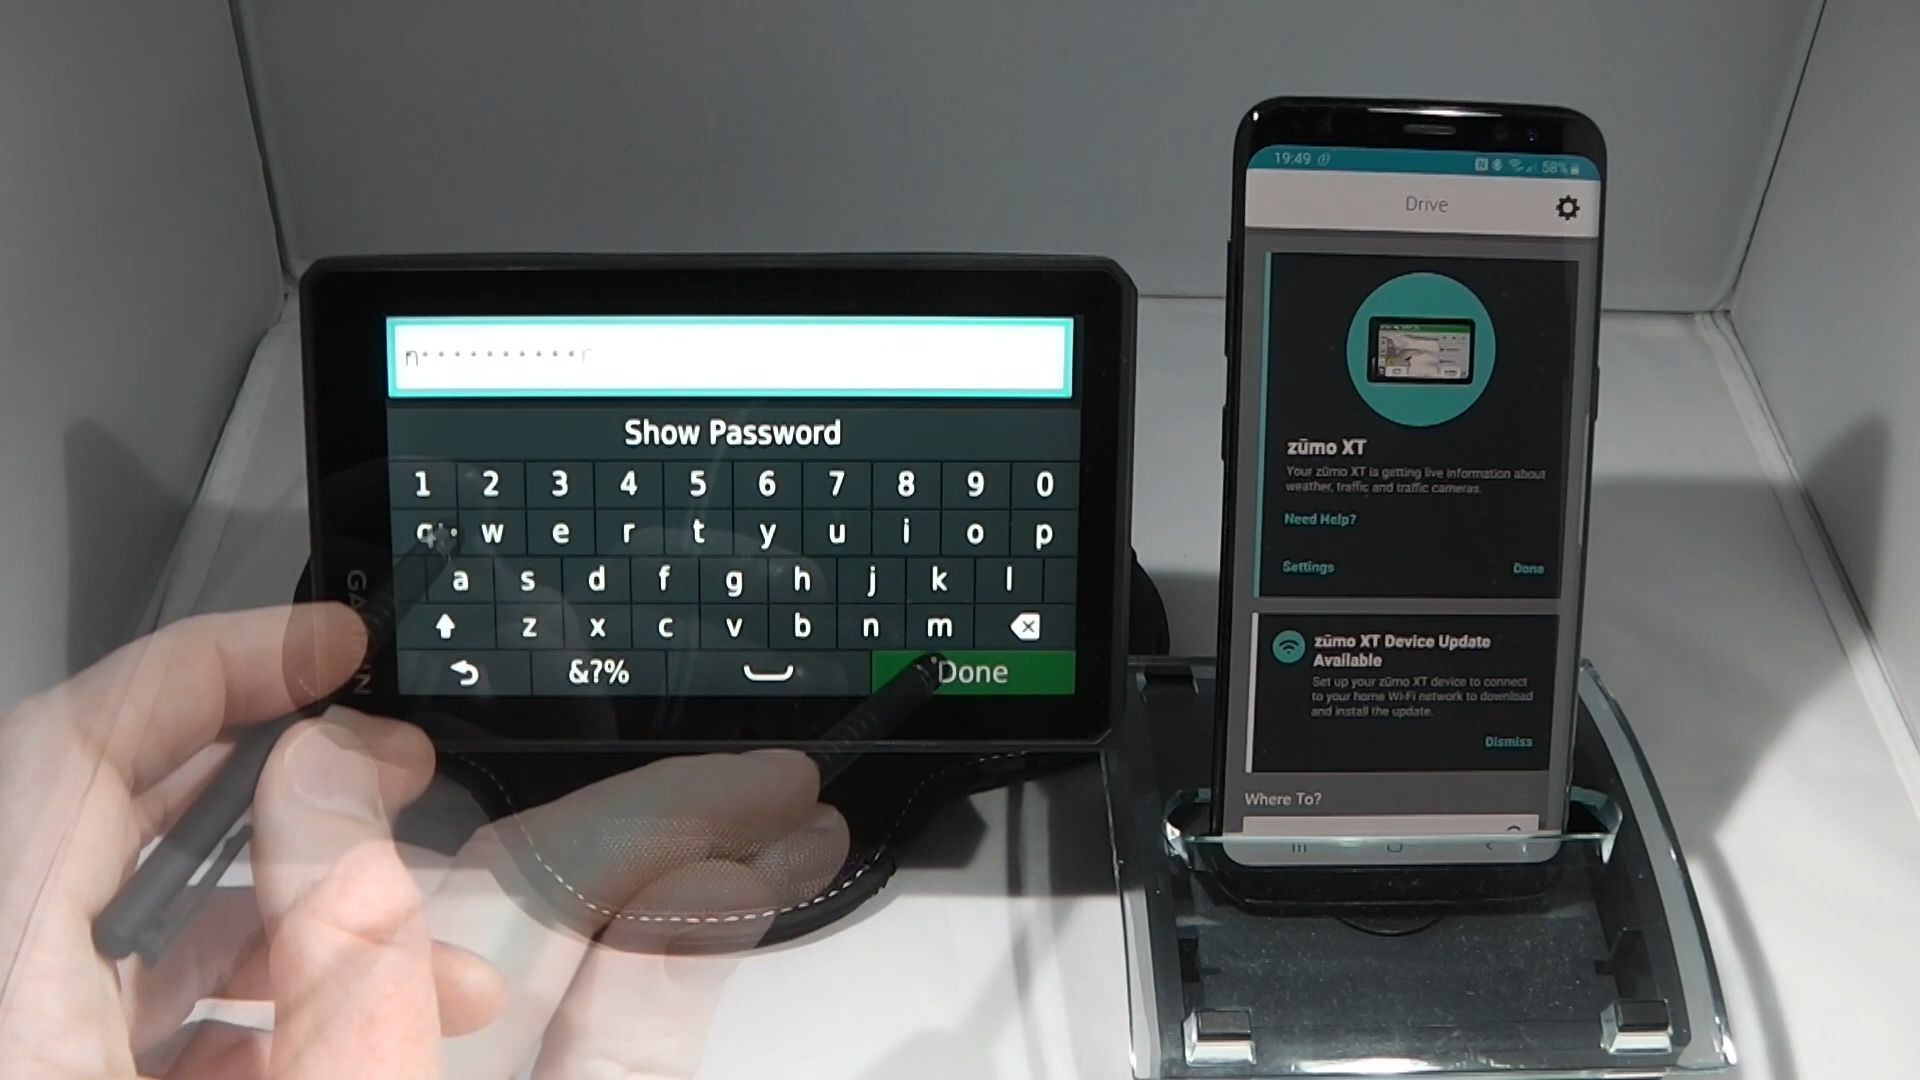 n··········r
Show Password
1 2 3 4 5 6 7 8 9 0
q w e r t y u i o p
a s d f g h j k l
z x c v b n m
&?% Done
GARMIN
19:49 58%
Drive
zūmo XT
Your zūmo XT is getting live information about
weather, traffic and traffic cameras.
Need Help?
Settings Done
zūmo XT Device Update
Available
Set up your zūmo XT device to connect
to your home Wi-Fi network to download
and install the update.
Dismiss
Where To?